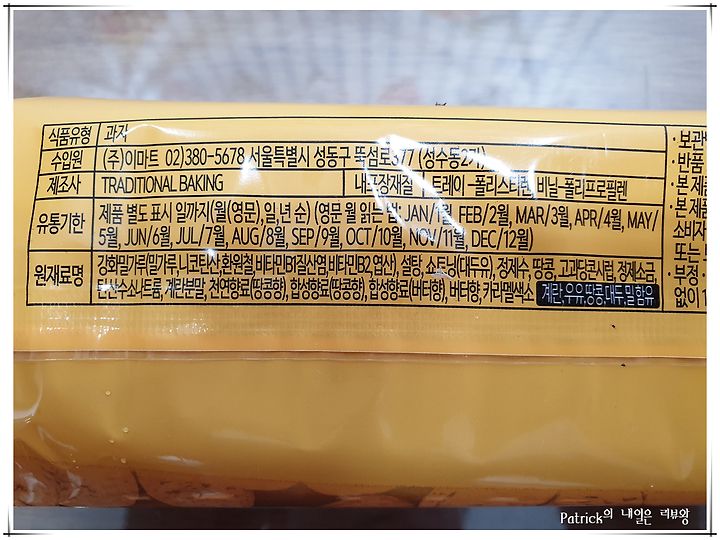 식품유형 과자
수입원 (주)이마트 02)380-5678 서울특별시 성동구 뚝섬로377 (성수동2가)
제조사 TRADITIONAL BAKING 내포장재질 트레이-폴리스티렌, 비닐-폴리프로필렌
유통기한 제품 별도 표시 일까지(월(영문),일,년 순) (영문 월 읽는 법: JAN/1월, FEB/2월, MAR/3월, APR/4월, MAY/
5월, JUN/6월, JUL/7월, AUG/8월, SEP/9월, OCT/10월, NOV/11월, DEC/12월)
원재료명 강화밀가루(밀가루,니코틴산,환원철,비타민B1질산염,비타민B2,엽산), 설탕, 쇼트닝(대두유), 정제수, 땅콩, 고과당콘시럽, 정제소금,
탄산수소나트륨, 계란분말, 천연향료(땅콩향), 합성향료(땅콩향), 합성향료(버터향), 버터향, 카라멜색소 계란,우유,땅콩,대두,밀 함유
· 보관
· 반품
· 본 제품
· 본 제품
소비자
또는
· 부정·
없이 1
Patrick의 내일은 리뷰왕